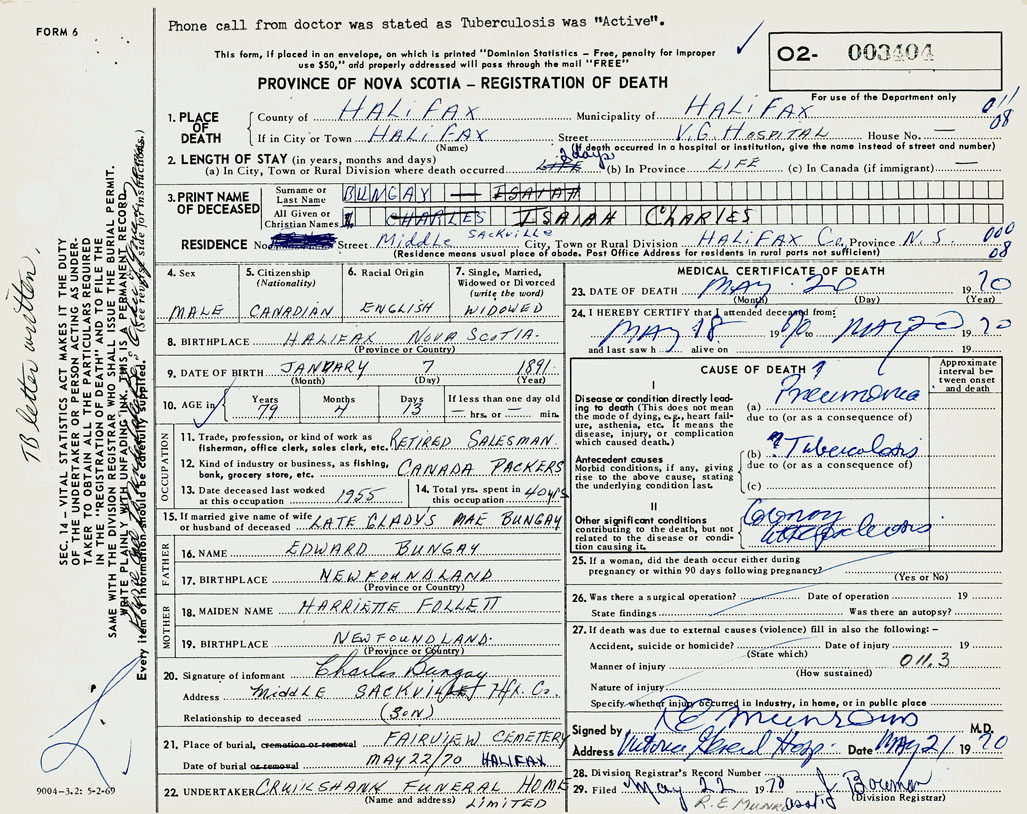 FORM 6
Phone call from doctor was stated as Tuberculosis was "Active".
This form, if placed in an envelope, on which is printed "Dominion Statistics – Free, penalty for improper
use $50," and properly addressed will pass through the mail "FREE"
02- 003404
PROVINCE OF NOVA SCOTIA – REGISTRATION OF DEATH
For use of the Department only
1. PLACE OF DEATH
County of HALIFAX Municipality of HALIFAX 011
If in City or Town HALIFAX Street V.G. HOSPITAL House No. — 08
(Name) (If death occurred in a hospital or institution, give the name instead of street and number)
2. LENGTH OF STAY (in years, months and days) 2 days
(a) In City, Town or Rural Division where death occurred LIFE (b) In Province LIFE (c) In Canada (if immigrant) —
3. PRINT NAME OF DECEASED
Surname or Last Name BUNGAY — ISAIAH
All Given or Christian Names CHARLES ISAIAH CHARLES
RESIDENCE No. Street Middle SACKVILLE City, Town or Rural Division HALIFAX Co. Province N.S. 000
(Residence means usual place of abode. Post Office Address for residents in rural parts not sufficient) 08
4. Sex
MALE
5. Citizenship (Nationality)
CANADIAN
6. Racial Origin
ENGLISH
7. Single, Married, Widowed or Divorced (write the word)
WIDOWED
8. BIRTHPLACE HALIFAX NOVA SCOTIA.
(Province or Country)
9. DATE OF BIRTH JANUARY 7 1891
(Month) (Day) (Year)
10. AGE in Years Months Days If less than one day old
79 4 13 — hrs. or — min.
OCCUPATION
11. Trade, profession, or kind of work as fisherman, office clerk, sales clerk, etc. RETIRED SALESMAN.
12. Kind of industry or business, as fishing, bank, grocery store, etc. CANADA PACKERS
13. Date deceased last worked at this occupation 1955
14. Total yrs. spent in this occupation 40 yrs
15. If married give name of wife or husband of deceased LATE GLADYS MAE BUNGAY
FATHER
16. NAME EDWARD BUNGAY
17. BIRTHPLACE NEWFOUNDLAND
(Province or Country)
MOTHER
18. MAIDEN NAME HARRIETTE FOLLETT
19. BIRTHPLACE NEWFOUNDLAND.
(Province or Country)
20. Signature of informant Charles Bungay
Address Middle SACKVILLE Hfx. Co.
Relationship to deceased (SON)
21. Place of burial, cremation or removal FAIRVIEW CEMETERY
Date of burial or removal MAY 22/70 HALIFAX
22. UNDERTAKER CRUIKSHANK FUNERAL HOME
(Name and address) LIMITED
MEDICAL CERTIFICATE OF DEATH
23. DATE OF DEATH MAY 20 1970
(Month) (Day) (Year)
24. I HEREBY CERTIFY that I attended deceased from:
MAY 18 to MAY 20 1970
and last saw h alive on 19
CAUSE OF DEATH ?
Approximate interval between onset and death
I
Disease or condition directly leading to death (This does not mean the mode of dying, e.g., heart failure, asthenia, etc. It means the disease, injury, or complication which caused death.)
(a) Pneumonia
due to (or as a consequence of)
Antecedent causes
Morbid conditions, if any, giving rise to the above cause, stating the underlying condition last.
(b) ? Tuberculosis
due to (or as a consequence of)
(c)
II
Other significant conditions contributing to the death, but not related to the disease or condition causing it.
25. If a woman, did the death occur either during
pregnancy or within 90 days following pregnancy?
(Yes or No)
26. Was there a surgical operation? Date of operation 19
State findings Was there an autopsy?
27. If death was due to external causes (violence) fill in also the following:–
Accident, suicide or homicide? Date of injury 19
(State which)
Manner of injury 011.3
(How sustained)
Nature of injury
Specify whether injury occurred in industry, in home, or in public place
Signed by M.D.
Address Victoria General Hosp. Date MAY 21 1970
28. Division Registrar's Record Number
29. Filed May 22 1970
(Division Registrar)
TB letter written.
SEC. 14 – VITAL STATISTICS ACT MAKES IT THE DUTY
OF THE UNDERTAKER OR PERSON ACTING AS UNDER-
TAKER TO OBTAIN ALL THE PARTICULARS REQUIRED
IN THE "REGISTRATION OF DEATH" AND TO FILE THE
SAME WITH THE DIVISION REGISTRAR WHO SHALL ISSUE THE BURIAL PERMIT.
WRITE PLAINLY WITH UNFADING INK. THIS IS A PERMANENT RECORD
Every item of information should be carefully supplied. (See reverse side for instructions.)
9004-3.2: 5-2-69